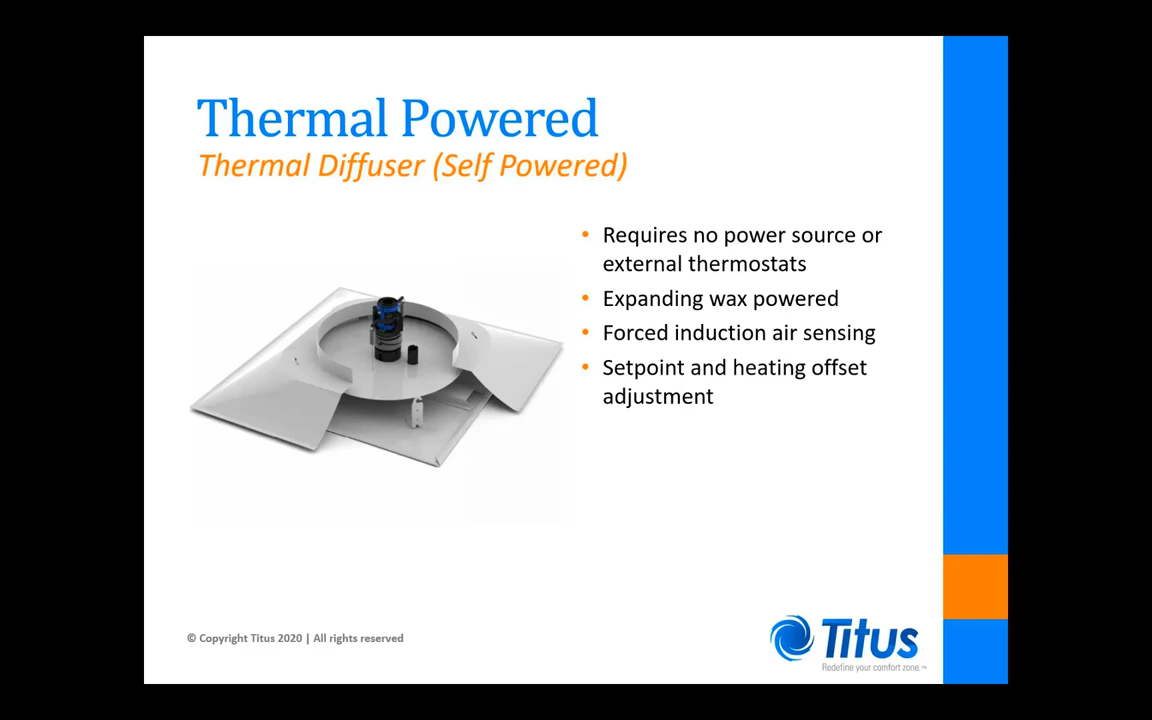 Thermal Powered
Thermal Diffuser (Self Powered)
• Requires no power source or
external thermostats
• Expanding wax powered
• Forced induction air sensing
• Setpoint and heating offset
adjustment
© Copyright Titus 2020 | All rights reserved
Titus
Redefine your comfort zone.™